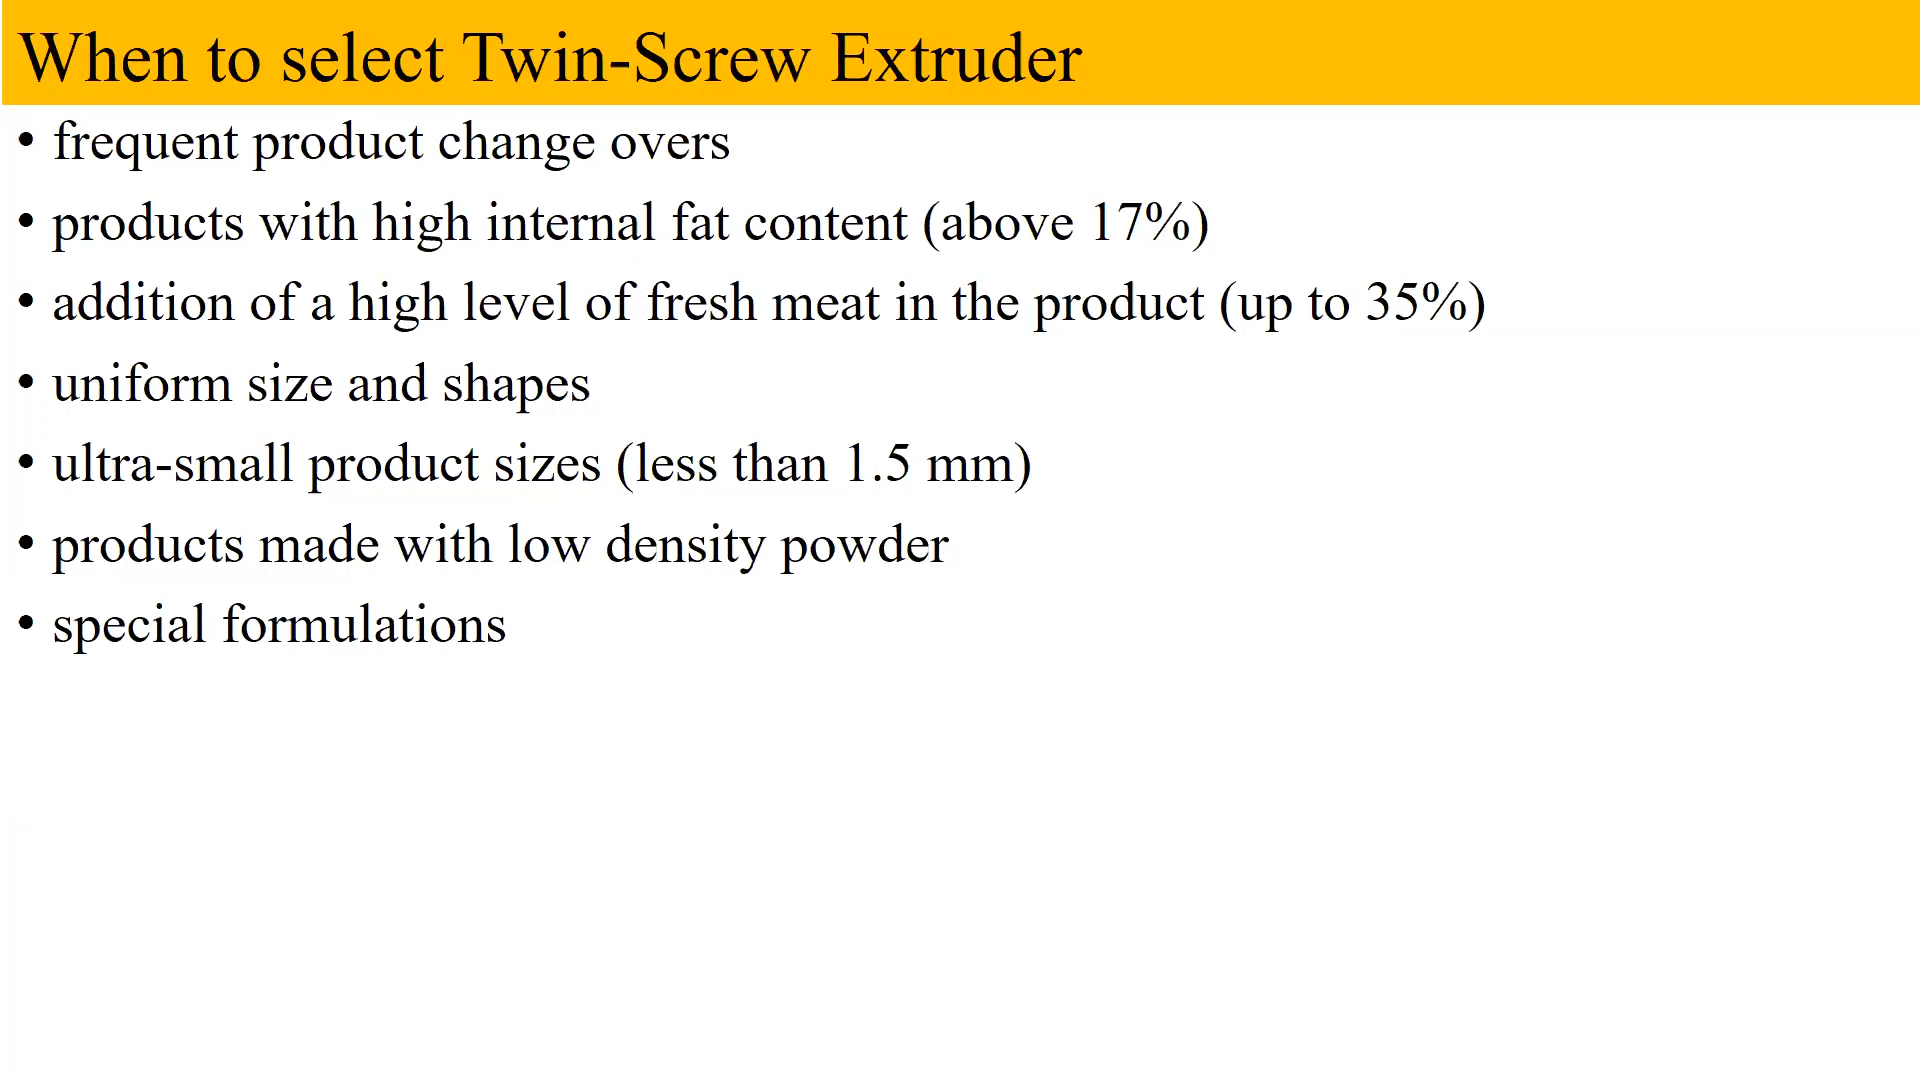 When to select Twin-Screw Extruder
• frequent product change overs
• products with high internal fat content (above 17%)
• addition of a high level of fresh meat in the product (up to 35%)
• uniform size and shapes
• ultra-small product sizes (less than 1.5 mm)
• products made with low density powder
• special formulations